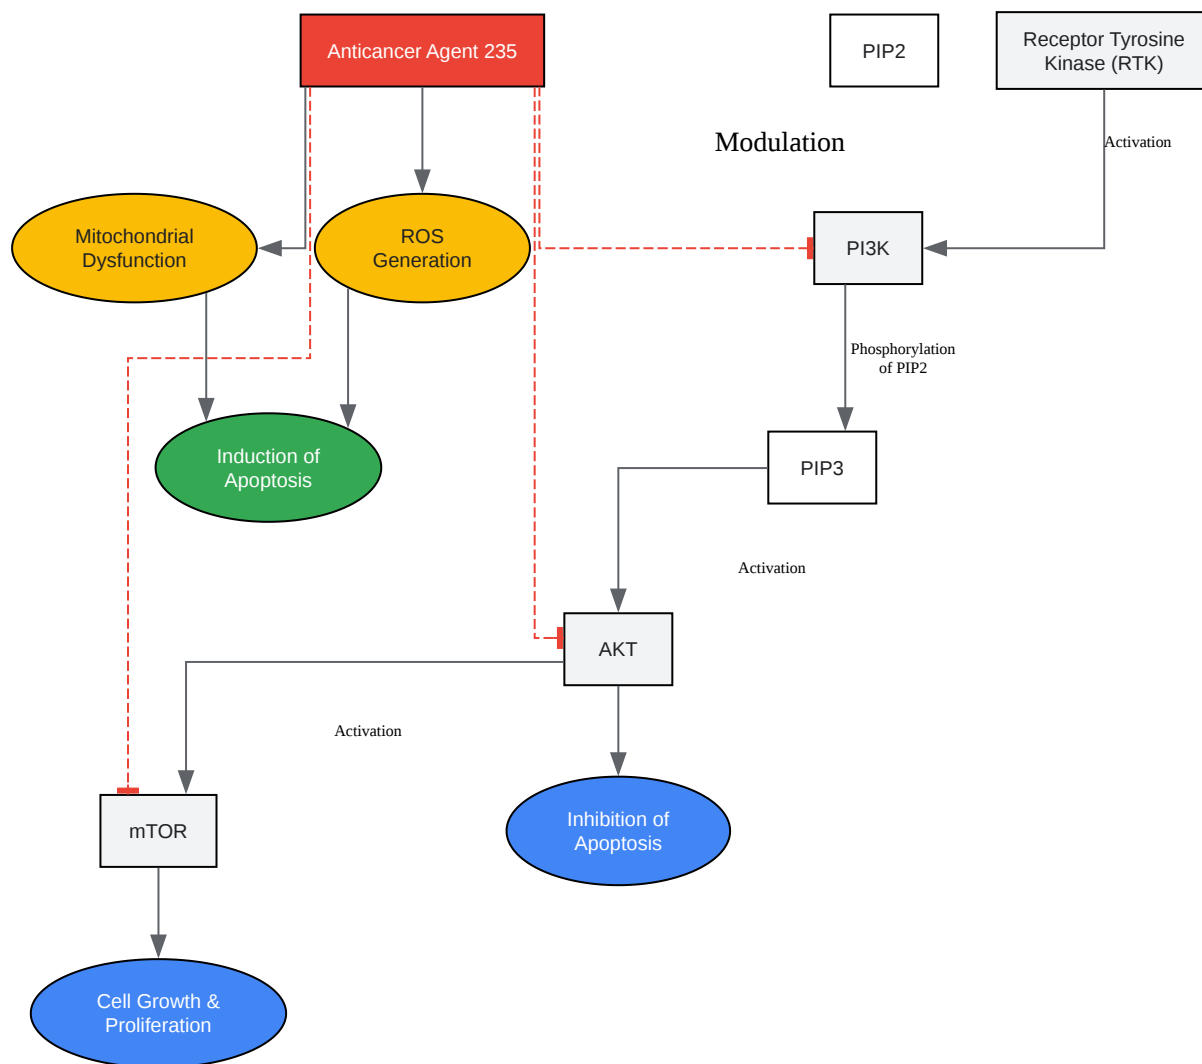 Anticancer Agent 235
PIP2
Receptor Tyrosine
Kinase (RTK)
Modulation
Activation
Mitochondrial
Dysfunction
ROS
Generation
PI3K
Phosphorylation
of PIP2
Induction of
Apoptosis
PIP3
Activation
AKT
Activation
mTOR
Inhibition of
Apoptosis
Cell Growth &
Proliferation